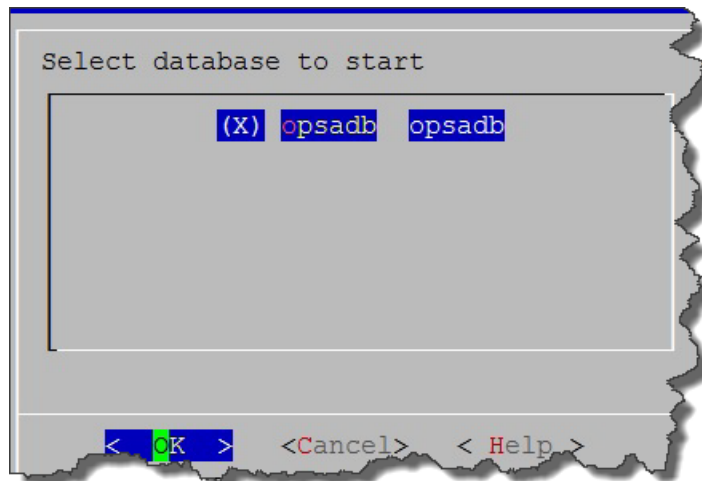 Select database to start
(X) opsadb opsadb
< OK > <Cancel> < Help >